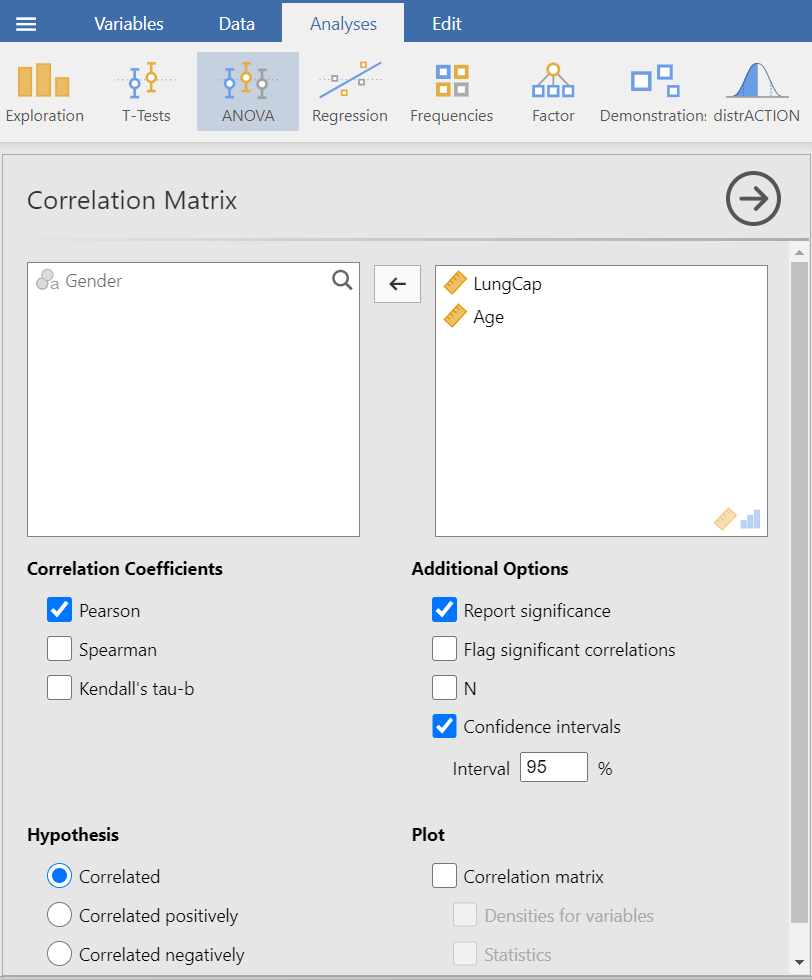 Variables Data Analyses Edit
Exploration T-Tests ANOVA Regression Frequencies Factor Demonstrations distrACTION
Correlation Matrix
a Gender
LungCap
Age
Correlation Coefficients
Pearson
Spearman
Kendall's tau-b
Additional Options
Report significance
Flag significant correlations
N
Confidence intervals
Interval 95 %
Hypothesis
Correlated
Correlated positively
Correlated negatively
Plot
Correlation matrix
Densities for variables
Statistics